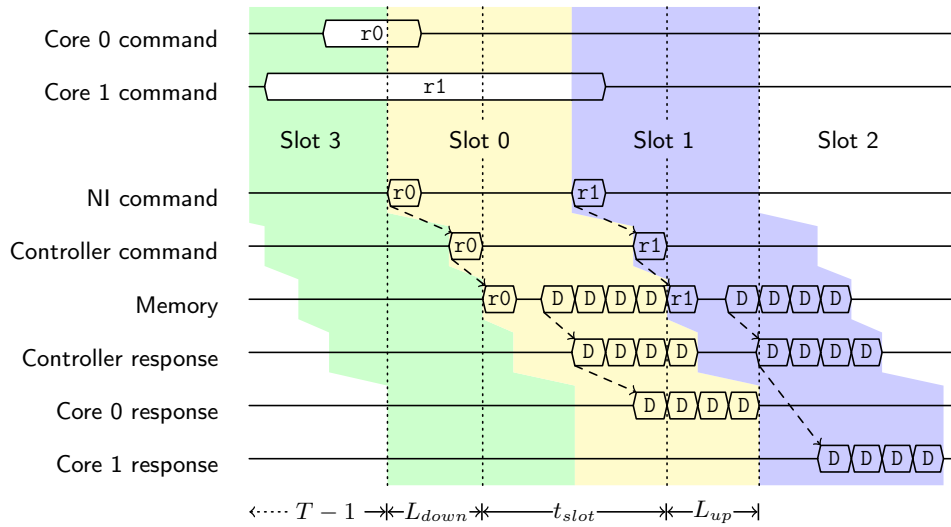 Core 0 command r0
Core 1 command r1
Slot 3 Slot 0 Slot 1 Slot 2
NI command r0 r1
Controller command r0 r1
Memory r0 D D D D r1 D D D D
Controller response D D D D D D D D
Core 0 response D D D D
Core 1 response D D D D
T − 1 L_down t_slot L_up